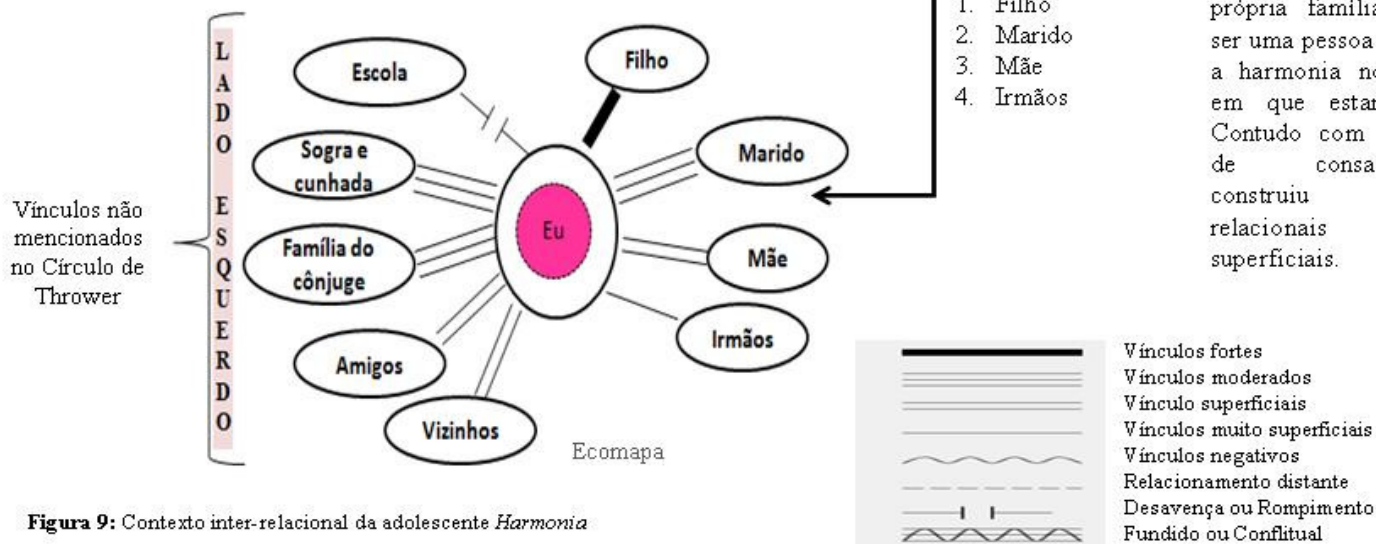 Vínculos não
mencionados
no Círculo de
Thrower
L
A
D
O
E
S
Q
U
E
R
D
O
Escola
Filho
Sogra e
cunhada
Marido
Eu
Família do
cônjuge
Mãe
Irmãos
Amigos
Vizinhos
Ecomapa
1. Filho
2. Marido
3. Mãe
4. Irmãos
própria família
ser uma pessoa
a harmonia
em que
Contudo com
de
construiu
relacionais
superficiais.
Vínculos fortes
Vínculos moderados
Vínculo superficiais
Vínculos muito superficiais
Vínculos negativos
Relacionamento distante
Desavença ou Rompimento
Fundido ou Conflitual
Figura 9: Contexto inter-relacional da adolescente Harmonia